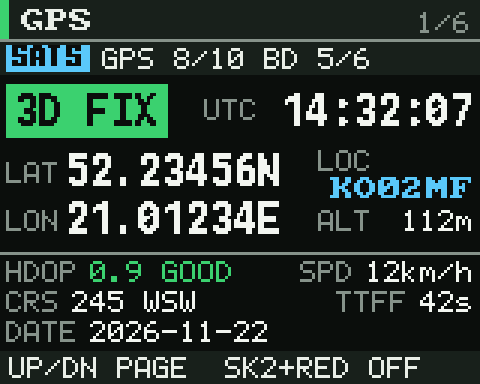 GPS 1/6
SATS GPS 8/10 BD 5/6
3D FIX UTC 14:32:07
LAT 52.23456N LOC KO02MF
LON 21.01234E ALT 112m
HDOP 0.9 GOOD SPD 12km/h
CRS 245 WSW TTFF 42s
DATE 2026-11-22
UP/DN PAGE SK2+RED OFF